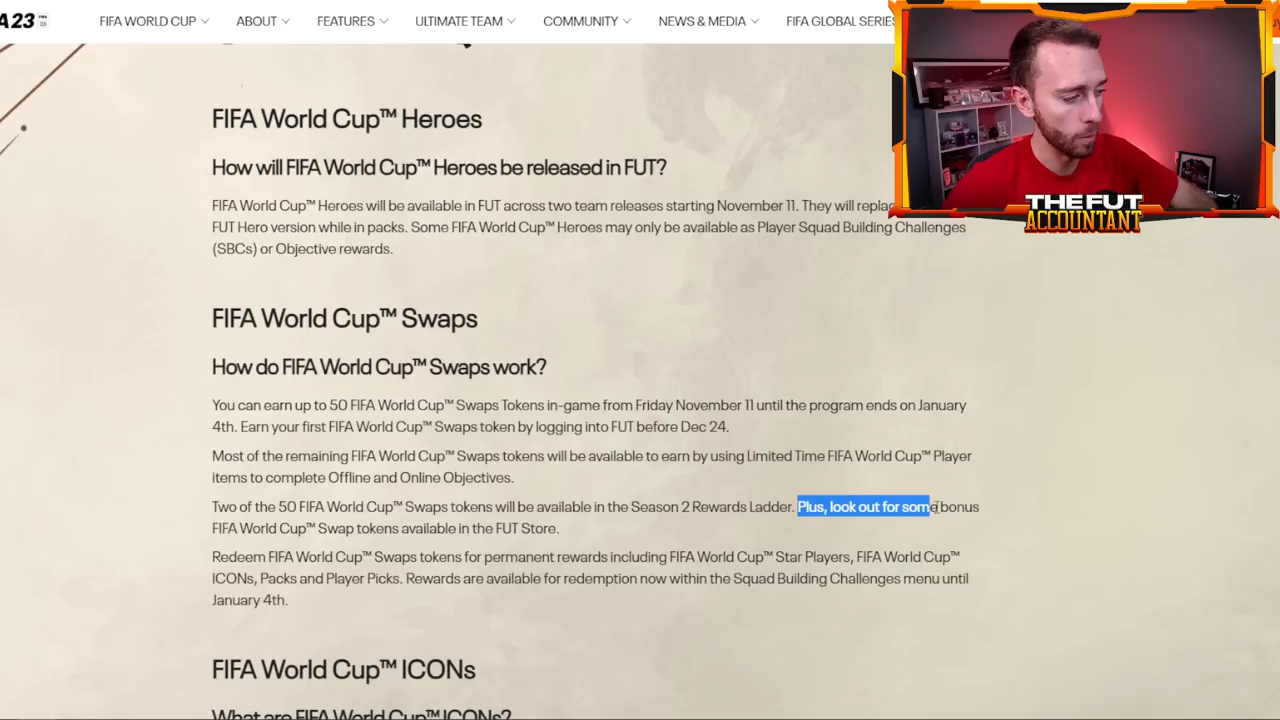 A 23
FIFA WORLD CUP
ABOUT
FEATURES
ULTIMATE TEAM
COMMUNITY
NEWS & MEDIA
FIFA GLOBAL SERIES
FIFA World Cup™ Heroes
How will FIFA World Cup™ Heroes be released in FUT?
FIFA World Cup™ Heroes will be available in FUT across two team releases starting November 11. They will replac
FUT Hero version while in packs. Some FIFA World Cup™ Heroes may only be available as Player Squad Building Challenges
(SBCs) or Objective rewards.
THE FUT
ACCOUNTANT
FIFA World Cup™ Swaps
How do FIFA World Cup™ Swaps work?
You can earn up to 50 FIFA World Cup™ Swaps Tokens in-game from Friday November 11 until the program ends on January
4th. Earn your first FIFA World Cup™ Swaps token by logging into FUT before Dec 24.
Most of the remaining FIFA World Cup™ Swaps tokens will be available to earn by using Limited Time FIFA World Cup™ Player
items to complete Offline and Online Objectives.
Two of the 50 FIFA World Cup™ Swaps tokens will be available in the Season 2 Rewards Ladder. Plus, look out for some bonus
FIFA World Cup™ Swap tokens available in the FUT Store.
Redeem FIFA World Cup™ Swaps tokens for permanent rewards including FIFA World Cup™ Star Players, FIFA World Cup™
ICONs, Packs and Player Picks. Rewards are available for redemption now within the Squad Building Challenges menu until
January 4th.
FIFA World Cup™ ICONs
What are FIFA World Cup™ ICONs?